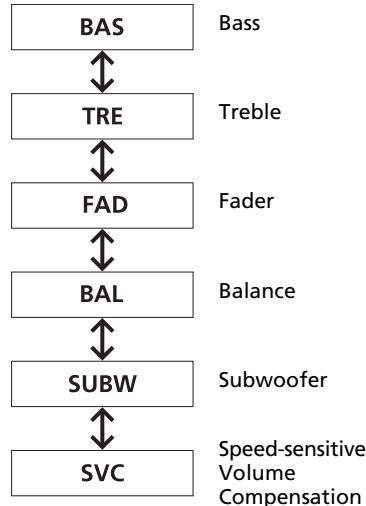 BAS Bass
TRE Treble
FAD Fader
BAL Balance
SUBW Subwoofer
SVC Speed-sensitive
Volume
Compensation